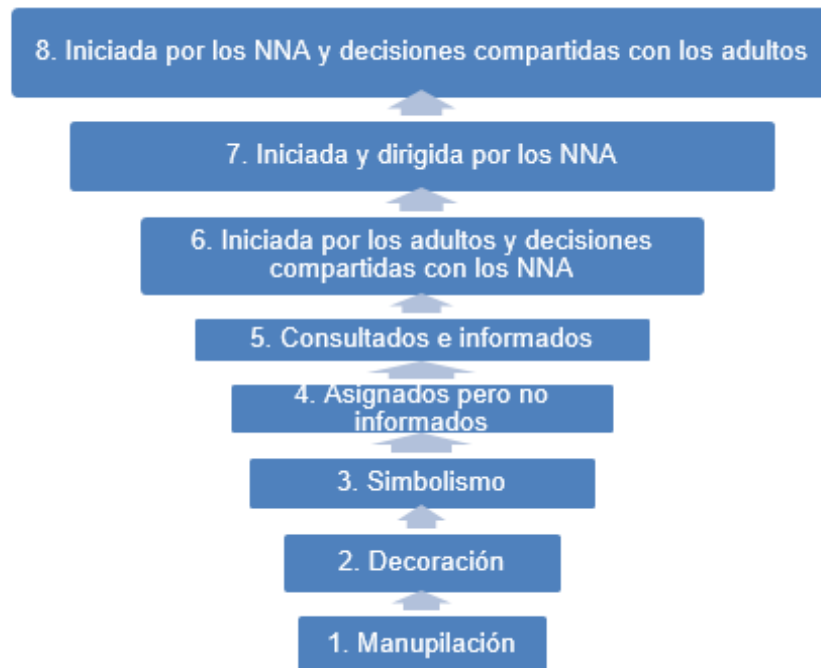 8. Iniciada por los NNA y decisiones compartidas con los adultos
7. Iniciada y dirigida por los NNA
6. Iniciada por los adultos y decisiones
compartidas con los NNA
5. Consultados e informados
4. Asignados pero no
informados
3. Simbolismo
2. Decoración
1. Manupilación